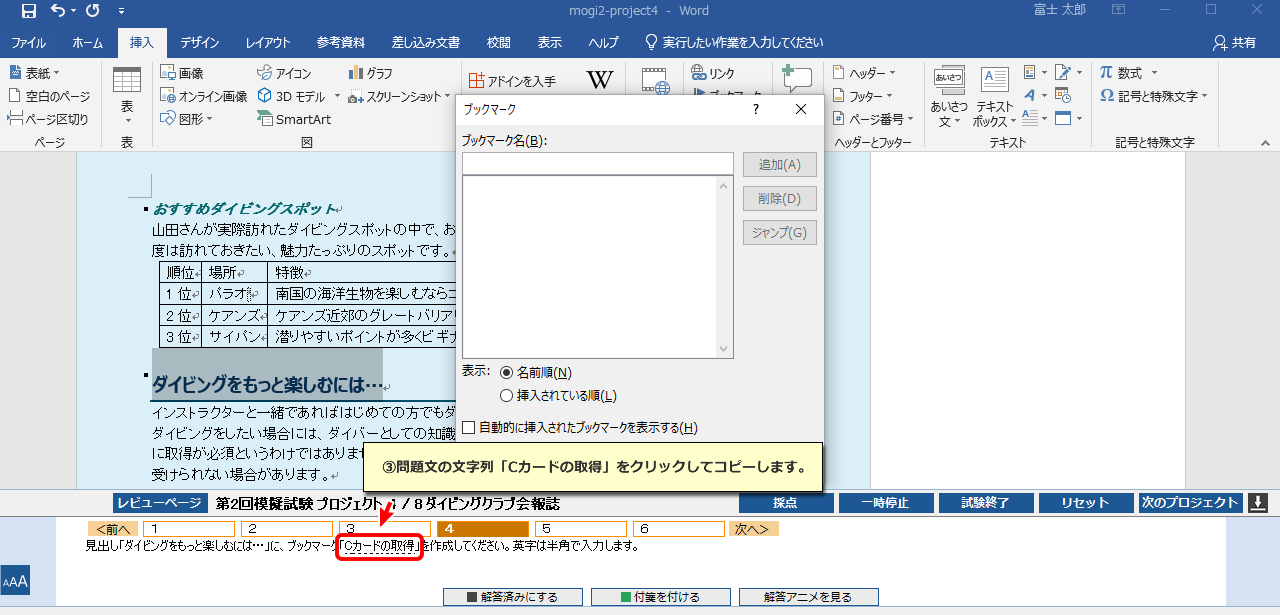 mogi2-project4 - Word
富士 太郎
ファイル ホーム 挿入 デザイン レイアウト 参考資料 差し込み文書 校閲 表示 ヘルプ 実行したい作業を入力してください 共有
表紙
空白のページ
ページ区切り
ページ
表
表
画像
オンライン画像
図形
アイコン
3D モデル
SmartArt
グラフ
スクリーンショット
図
アドインを入手
W
リンク
ブックマーク
ヘッダー
フッター
ページ番号
ヘッダーとフッター
あいさつ
あいさつ
文
テキスト
ボックス
テキスト
π 数式
Ω 記号と特殊文字
記号と特殊文字
ブックマーク ? ×
ブックマーク名(B):
追加(A)
削除(D)
ジャンプ(G)
表示: 名前順(N)
挿入されている順(L)
自動的に挿入されたブックマークを表示する(H)
おすすめダイビングスポット
山田さんが実際訪れたダイビングスポットの中で、お
度は訪れておきたい、魅力たっぷりのスポットです。
順位 場所 特徴
1 位 パラオ 南国の海洋生物を楽しむなら
2 位 ケアンズ ケアンズ近郊のグレートバリア
3 位 サイパン 潜りやすいポイントが多くビギナ
ダイビングをもっと楽しむには…
インストラクターと一緒であればはじめての方でもダ
ダイビングをしたい場合には、ダイバーとしての知識
に取得が必須というわけではありませ
受けられない場合があります。
③問題文の文字列「Cカードの取得」をクリックしてコピーします。
レビューページ 第2回模擬試験 プロジェクト 4 / 8 ダイビングクラブ会報誌 採点 一時停止 試験終了 リセット 次のプロジェクト
<前へ 1 2 3 4 5 6 次へ>
見出し「ダイビングをもっと楽しむには…」に、ブックマーク「Cカードの取得」を作成してください。英字は半角で入力します。
AAA
解答済みにする 付箋を付ける 解答アニメを見る